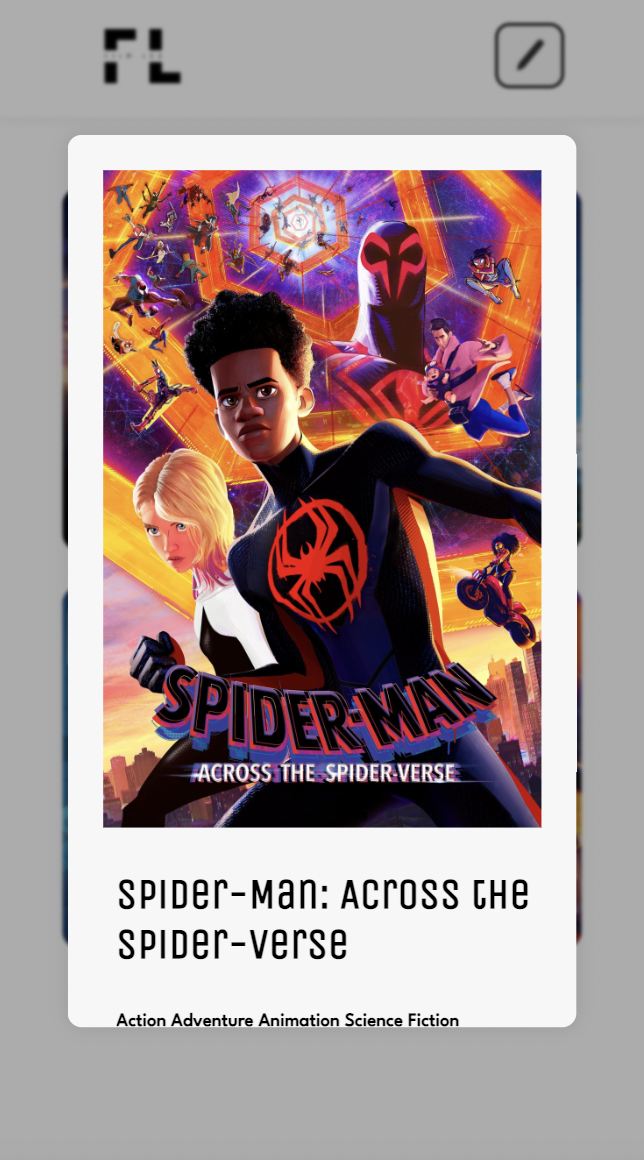 FL
SPIDER-MAN
ACROSS THE SPIDER-VERSE
Spider-Man: Across the
Spider-Verse
Action Adventure Animation Science Fiction